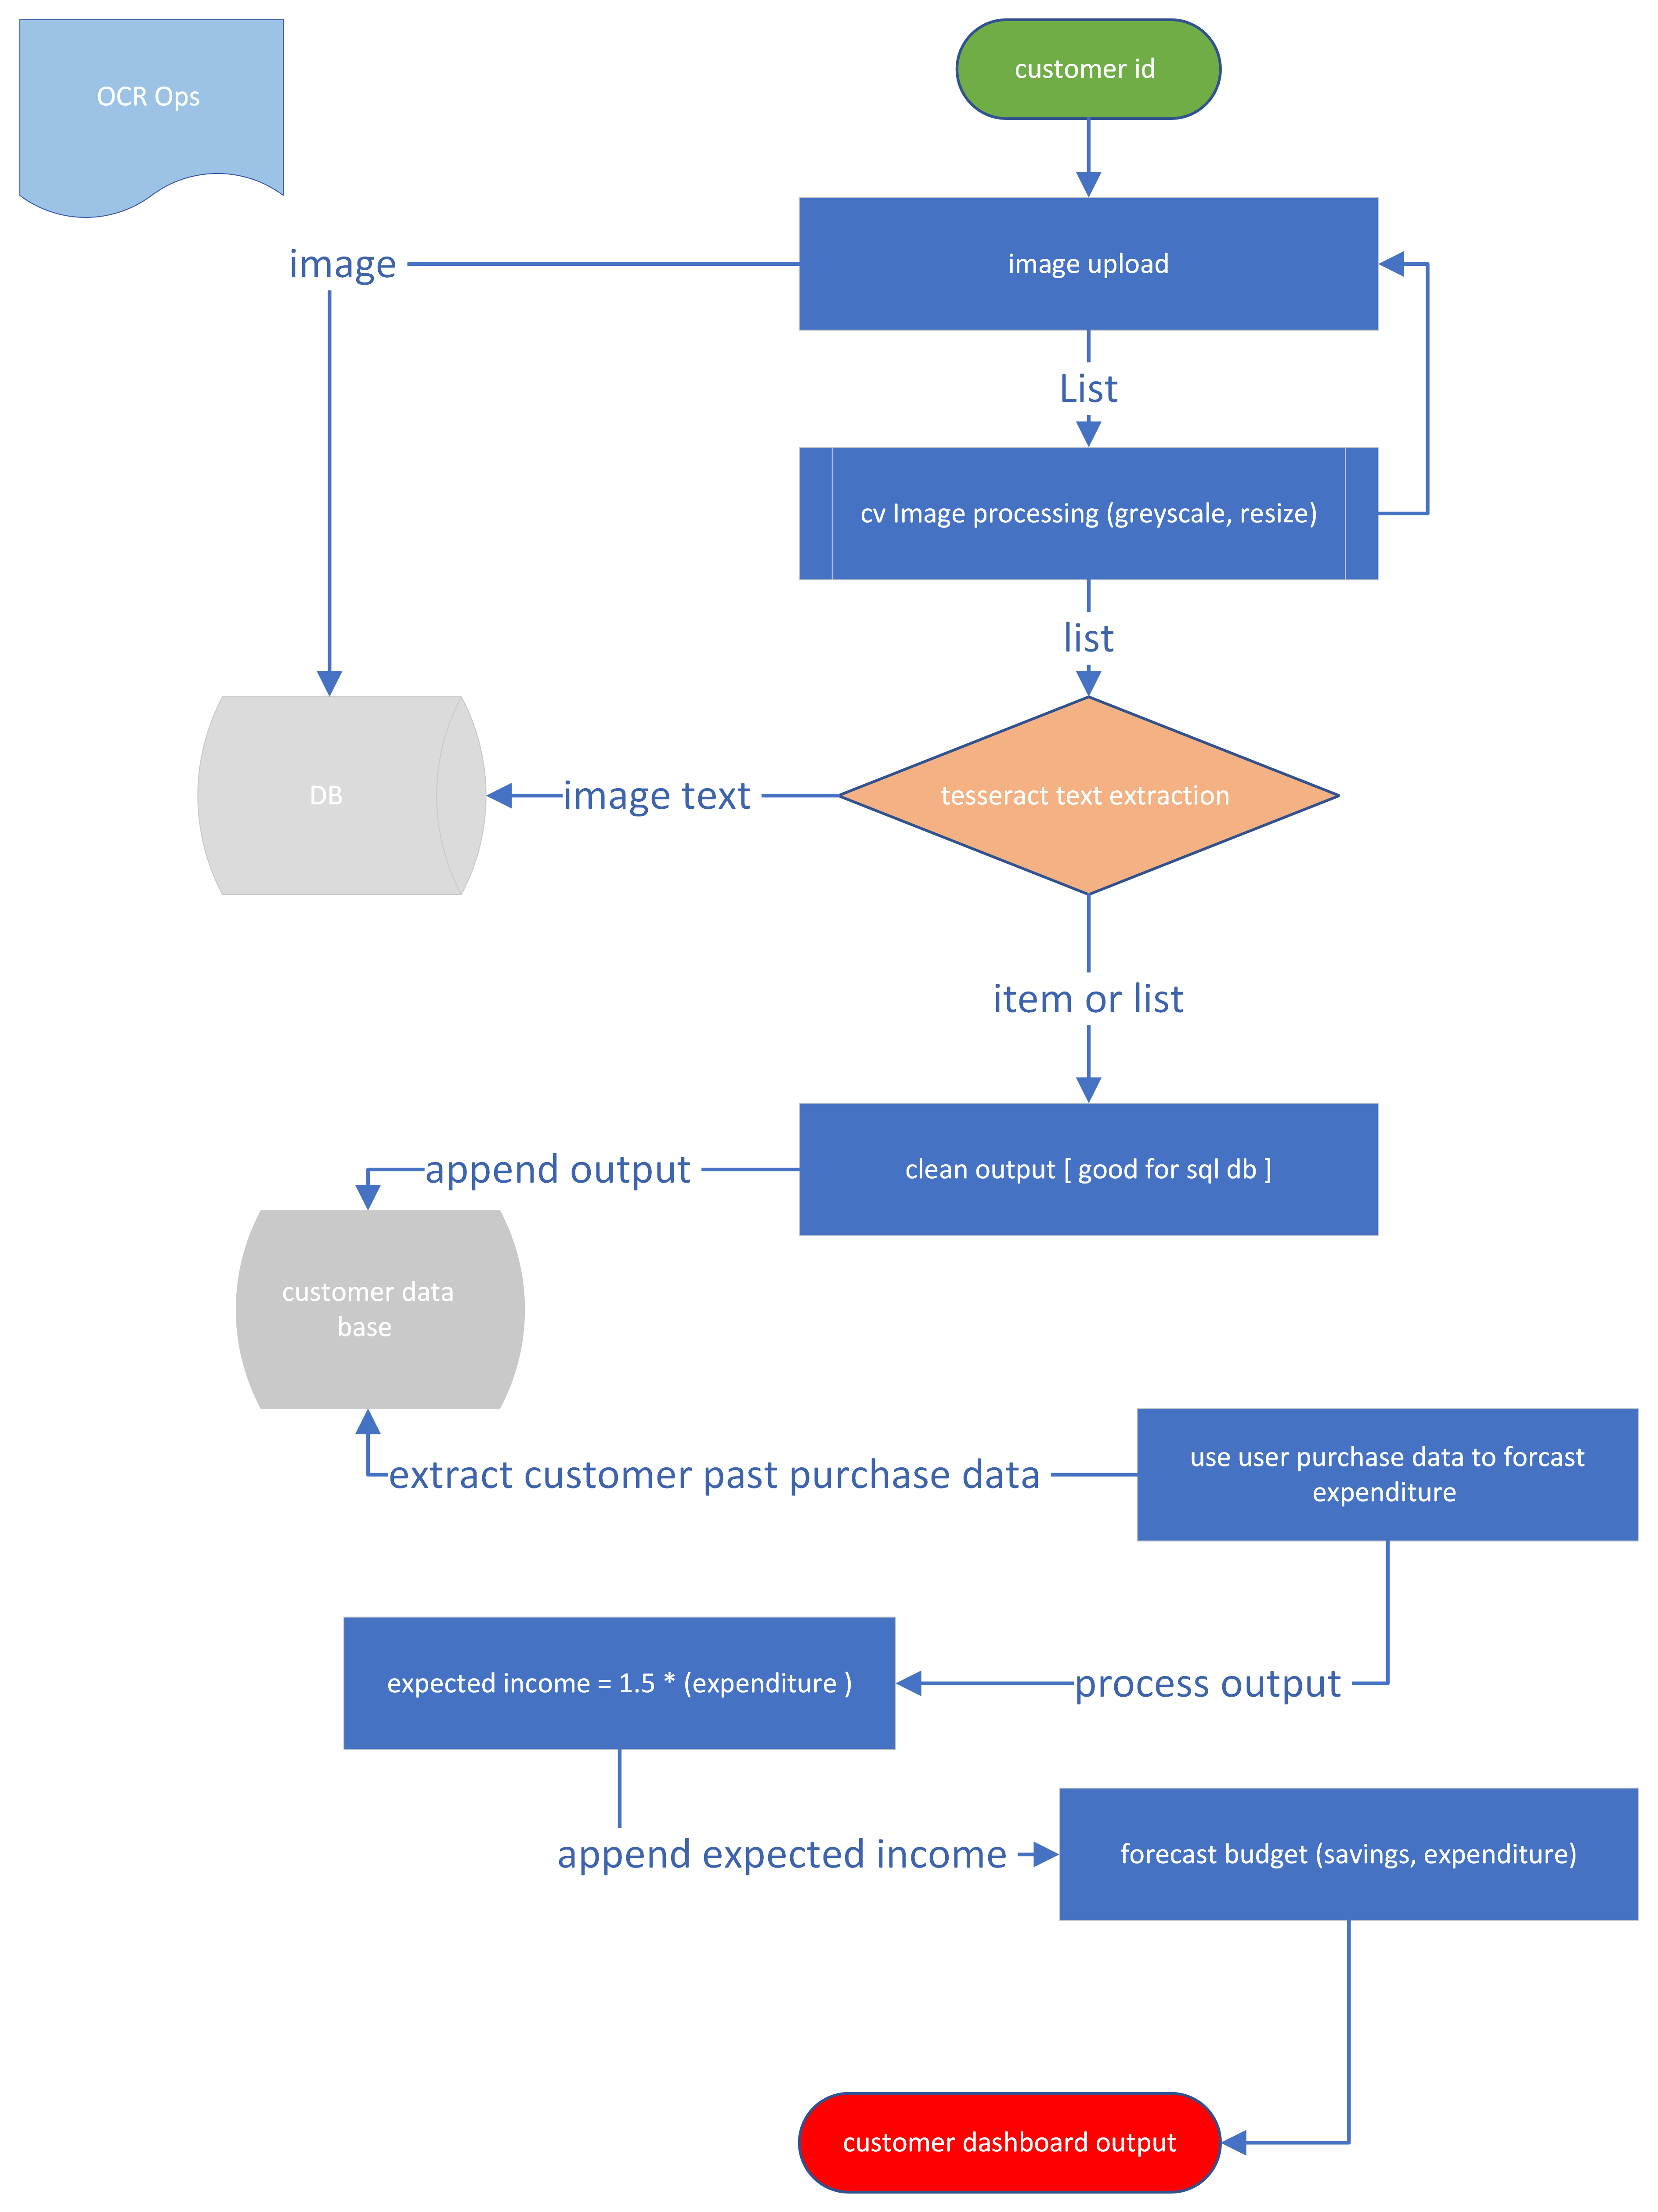 OCR Ops
customer id
image upload
image
List
cv Image processing (greyscale, resize)
list
DB
image text
tesseract text extraction
item or list
clean output [ good for sql db ]
append output
customer data
base
extract customer past purchase data
use user purchase data to forcast
expenditure
expected income = 1.5 * (expenditure )
process output
append expected income
forecast budget (savings, expenditure)
customer dashboard output